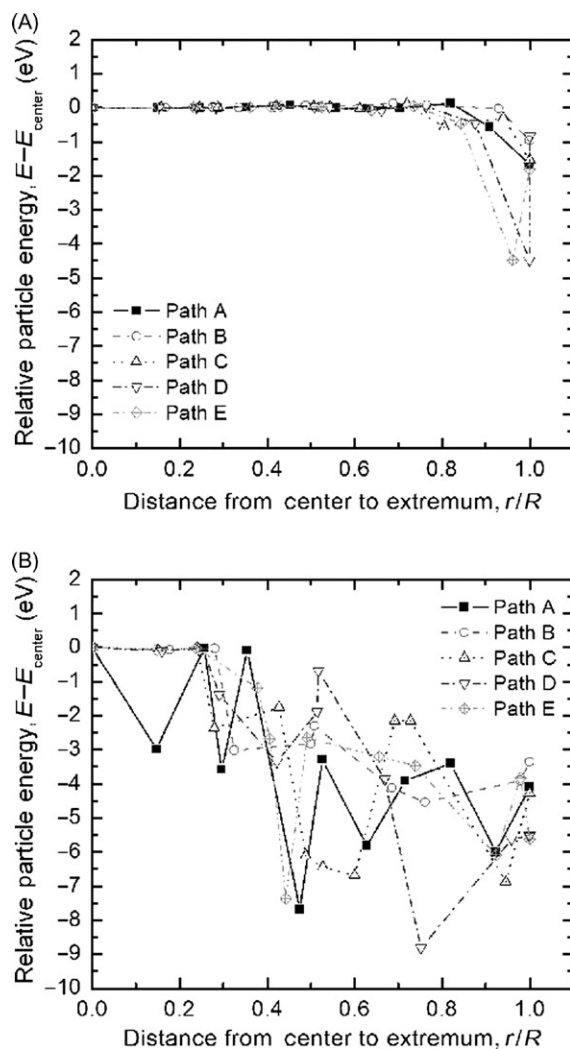 (A)
2
1
0
−1
−2
−3
−4
−5
−6
−7
−8
−9
−10
Relative particle energy, E−Ecenter (eV)
Path A
Path B
Path C
Path D
Path E
0.0 0.2 0.4 0.6 0.8 1.0
Distance from center to extremum, r/R
(B)
2
1
0
−1
−2
−3
−4
−5
−6
−7
−8
−9
−10
Relative particle energy, E−Ecenter (eV)
Path A
Path B
Path C
Path D
Path E
0.0 0.2 0.4 0.6 0.8 1.0
Distance from center to extremum, r/R